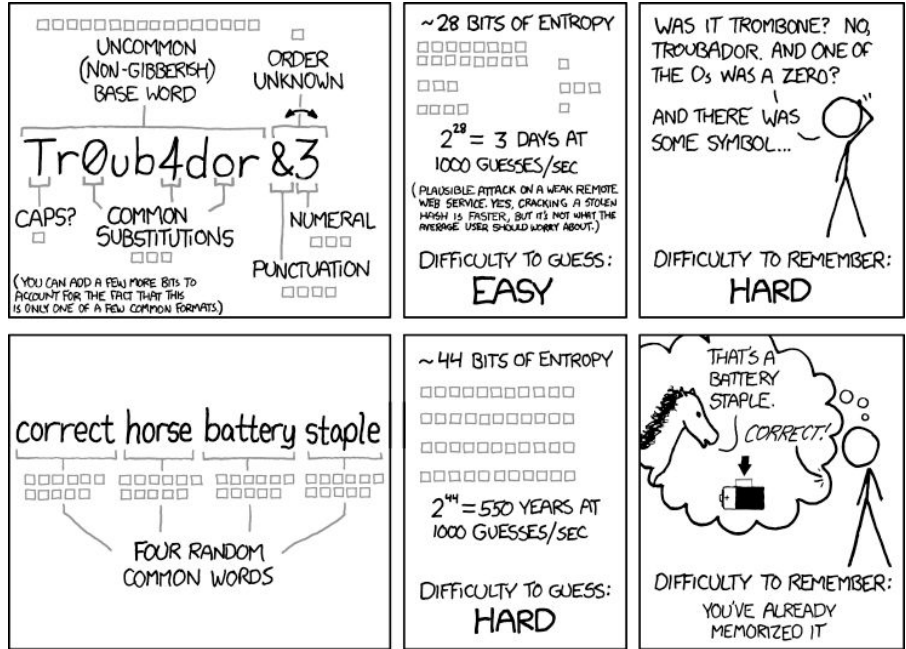 UNCOMMON
(NON-GIBBERISH)
BASE WORD
ORDER
UNKNOWN
Tr0ub4dor &3
CAPS?
COMMON
SUBSTITUTIONS
NUMERAL
PUNCTUATION
(YOU CAN ADD A FEW MORE BITS TO
ACCOUNT FOR THE FACT THAT THIS
IS ONLY ONE OF A FEW COMMON FORMATS.)
~28 BITS OF ENTROPY
2^28 = 3 DAYS AT
1000 GUESSES/SEC
(PLAUSIBLE ATTACK ON A WEAK REMOTE
WEB SERVICE. YES, CRACKING A STOLEN
HASH IS FASTER, BUT IT'S NOT WHAT THE
AVERAGE USER SHOULD WORRY ABOUT.)
DIFFICULTY TO GUESS:
EASY
WAS IT TROMBONE? NO,
TROUBADOR. AND ONE OF
THE Os WAS A ZERO?
AND THERE WAS
SOME SYMBOL...
DIFFICULTY TO REMEMBER:
HARD
correct horse battery staple
FOUR RANDOM
COMMON WORDS
~44 BITS OF ENTROPY
2^44 = 550 YEARS AT
1000 GUESSES/SEC
DIFFICULTY TO GUESS:
HARD
THAT'S A
BATTERY
STAPLE.
CORRECT!
DIFFICULTY TO REMEMBER:
YOU'VE ALREADY
MEMORIZED IT